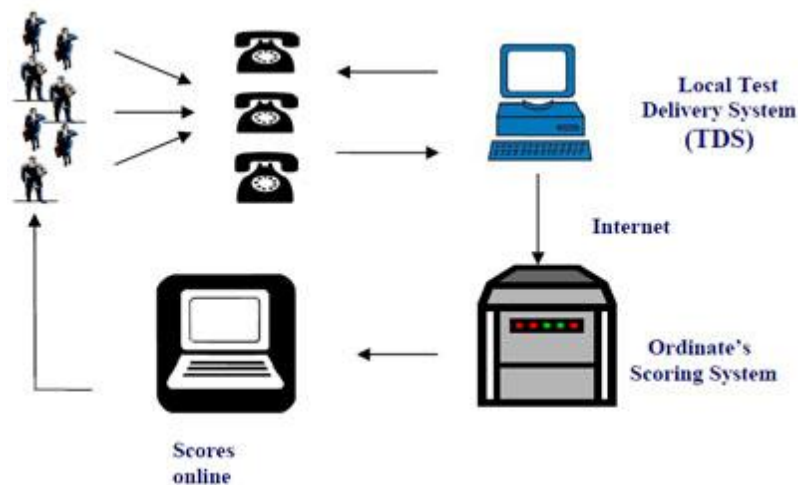 Local Test
Delivery System
(TDS)
Internet
Ordinate's
Scoring System
Scores
online